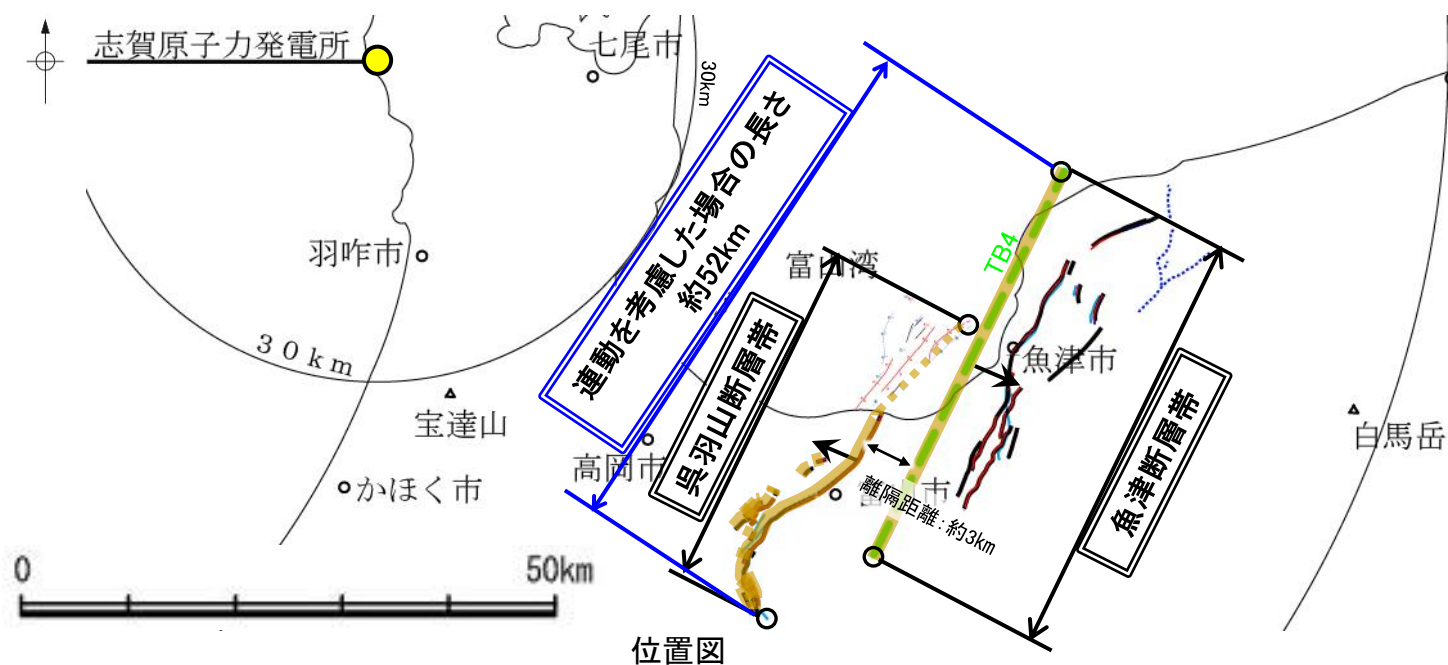 志賀原子力発電所
七尾市
30km
連動を考慮した場合の長さ
約52km
羽咋市
TB4
富山湾
30km
呉羽山断層帯
魚津市
宝達山
高岡市
白馬岳
かほく市
離隔距離:約3km
市
魚津断層帯
0
50km
位置図